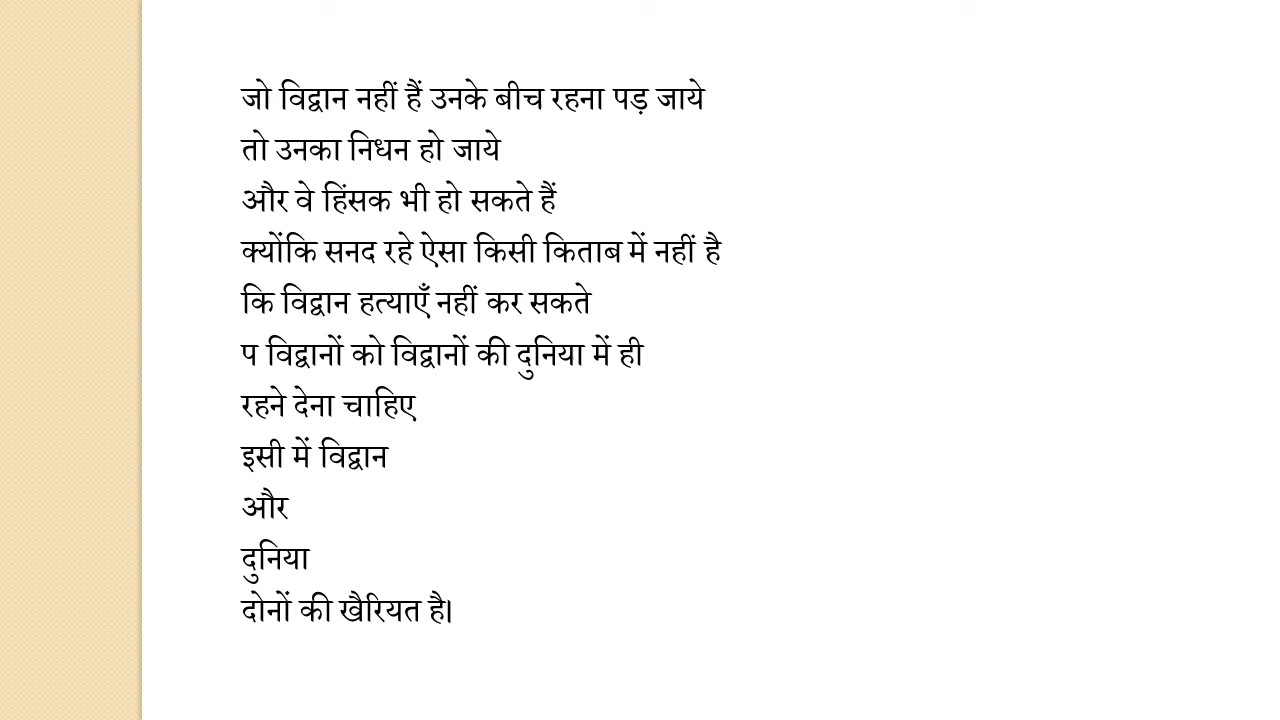 जो विद्वान नहीं हैं उनके बीच रहना पड़ जाये
तो उनका निधन हो जाये
और वे हिंसक भी हो सकते हैं
क्योंकि सनद रहे ऐसा किसी किताब में नहीं है
कि विद्वान हत्याएँ नहीं कर सकते
प विद्वानों को विद्वानों की दुनिया में ही
रहने देना चाहिए
इसी में विद्वान
और
दुनिया
दोनों की खैरियत है।